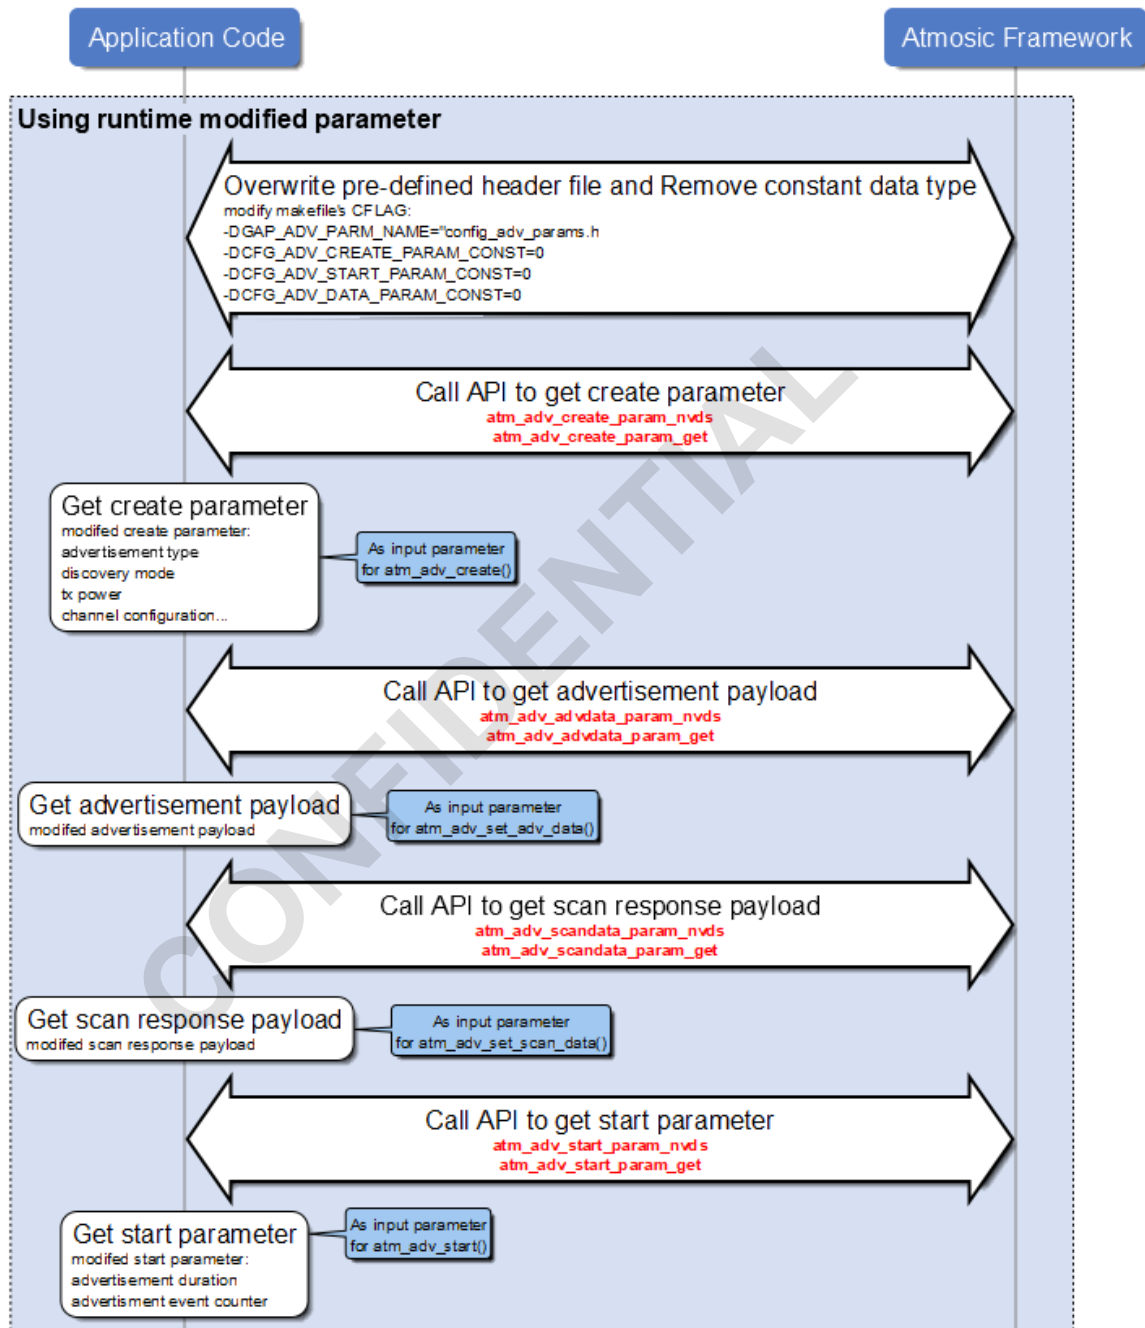 Application Code
Atmosic Framework
Using runtime modified parameter
Overwrite pre-defined header file and Remove constant data type
modify makefile's CFLAG:
-DGAP_ADV_PARM_NAME="config_adv_params.h
-DCFG_ADV_CREATE_PARAM_CONST=0
-DCFG_ADV_START_PARAM_CONST=0
-DCFG_ADV_DATA_PARAM_CONST=0
Call API to get create parameter
atm_adv_create_param_nvds
atm_adv_create_param_get
Get create parameter
modifed create parameter:
advertisement type
discovery mode
tx power
channel configuration...
As input parameter
for atm_adv_create()
Call API to get advertisement payload
atm_adv_advdata_param_nvds
atm_adv_advdata_param_get
Get advertisement payload
modifed advertisement payload
As input parameter
for atm_adv_set_adv_data()
Call API to get scan response payload
atm_adv_scandata_param_nvds
atm_adv_scandata_param_get
Get scan response payload
modifed scan response payload
As input parameter
for atm_adv_set_scan_data()
Call API to get start parameter
atm_adv_start_param_nvds
atm_adv_start_param_get
Get start parameter
modifed start parameter:
advertisement duration
advertisment event counter
As input parameter
for atm_adv_start()
CONFIDENTIAL